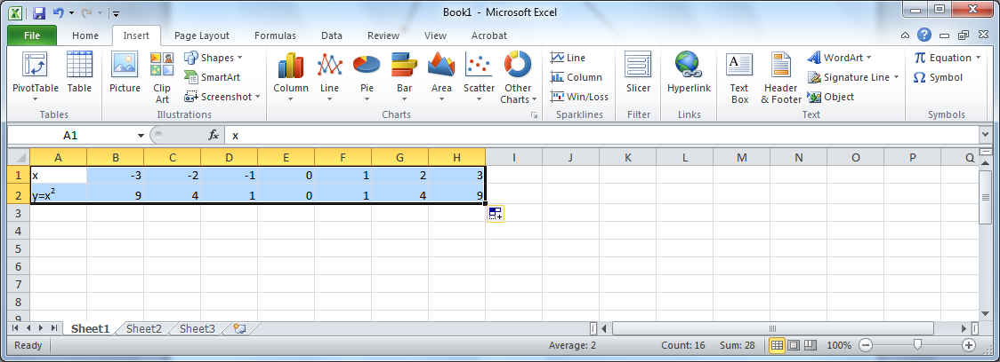 Book1 - Microsoft Excel
File Home Insert Page Layout Formulas Data Review View Acrobat
PivotTable Table Picture Clip Art Shapes SmartArt Screenshot Column Line Pie Bar Area Scatter Other Charts Line Column Win/Loss Slicer Hyperlink Text Box Header & Footer WordArt Signature Line Object Equation Symbol
Tables Illustrations Charts Sparklines Filter Links Text Symbols
A1 fx x
A B C D E F G H I J K L M N O P Q
1 x -3 -2 -1 0 1 2 3
2 y=x² 9 4 1 0 1 4 9
3
4
5
6
7
8
9
Sheet1 Sheet2 Sheet3
Ready Average: 2 Count: 16 Sum: 28 100%